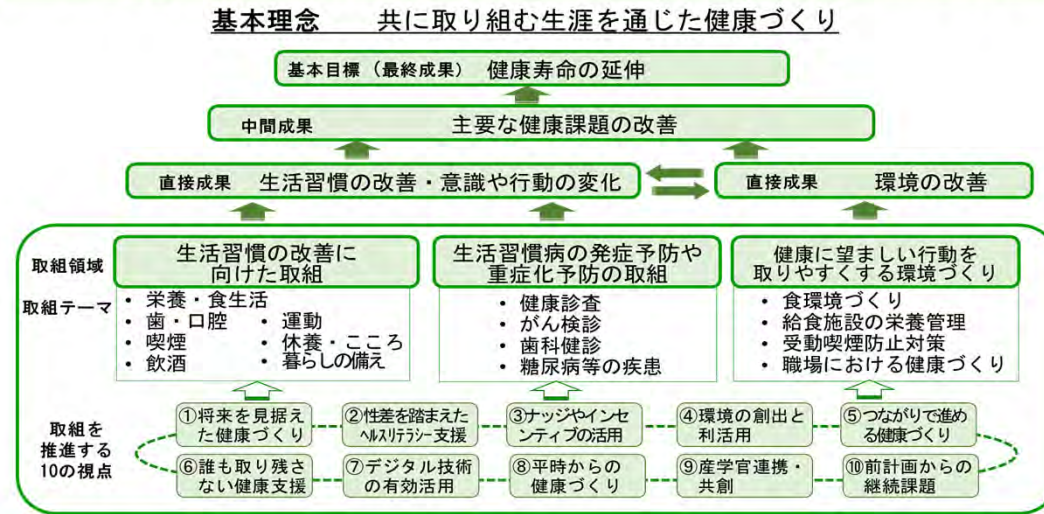 基本理念　共に取り組む生涯を通じた健康づくり
基本目標（最終成果）　健康寿命の延伸
中間成果　主要な健康課題の改善
直接成果　生活習慣の改善・意識や行動の変化
直接成果　環境の改善
取組領域
生活習慣の改善に
向けた取組
生活習慣病の発症予防や
重症化予防の取組
健康に望ましい行動を
取りやすくする環境づくり
取組テーマ
• 栄養・食生活
• 歯・口腔
• 喫煙
• 飲酒
• 運動
• 休養・こころ
• 暮らしの備え
• 健康診査
• がん検診
• 歯科健診
• 糖尿病等の疾患
• 食環境づくり
• 給食施設の栄養管理
• 受動喫煙防止対策
• 職場における健康づくり
取組を
推進する
10の視点
①将来を見据え
た健康づくり
②性差を踏まえた
ヘルスリテラシー支援
③ナッジやインセ
ンティブの活用
④環境の創出と
利活用
⑤つながりで進め
る健康づくり
⑥誰も取り残さ
ない健康支援
⑦デジタル技術
の有効活用
⑧平時からの
健康づくり
⑨産学官連携・
共創
⑩前計画からの
継続課題